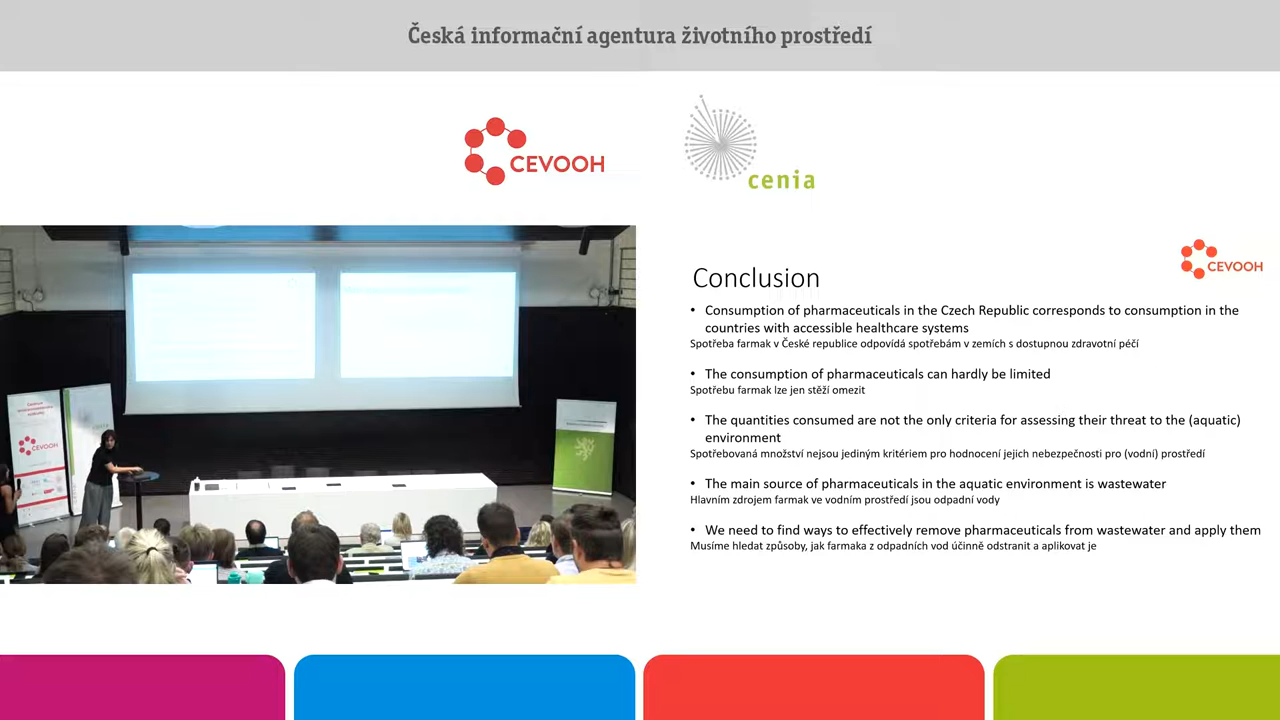 Česká informační agentura životního prostředí
CEVOOH
cenia
CEVOOH
Conclusion
• Consumption of pharmaceuticals in the Czech Republic corresponds to consumption in the
countries with accessible healthcare systems
Spotřeba farmak v České republice odpovídá spotřebám v zemích s dostupnou zdravotní péčí
• The consumption of pharmaceuticals can hardly be limited
Spotřebu farmak lze jen stěží omezit
• The quantities consumed are not the only criteria for assessing their threat to the (aquatic)
environment
Spotřebovaná množství nejsou jediným kritériem pro hodnocení jejich nebezpečnosti pro (vodní) prostředí
• The main source of pharmaceuticals in the aquatic environment is wastewater
Hlavním zdrojem farmak ve vodním prostředí jsou odpadní vody
• We need to find ways to effectively remove pharmaceuticals from wastewater and apply them
Musíme hledat způsoby, jak farmaka z odpadních vod účinně odstranit a aplikovat je
CEVOOH